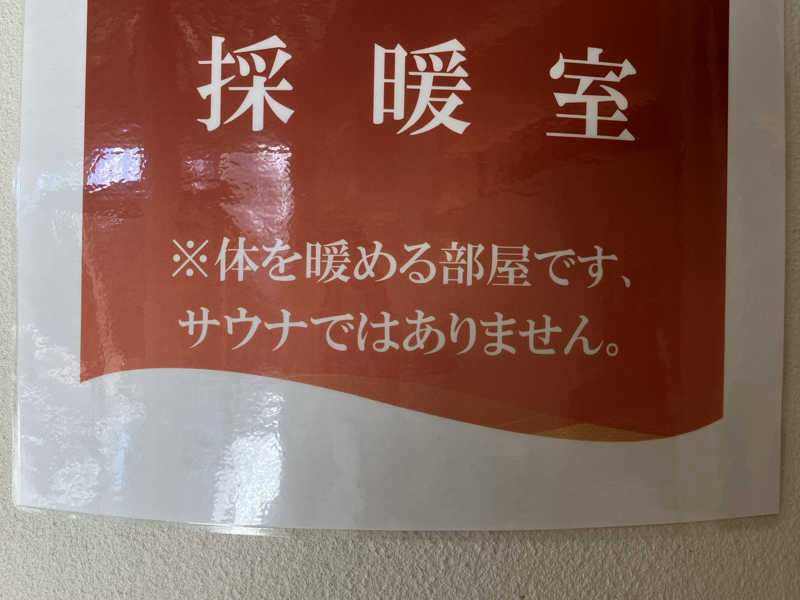 採暖室
※体を暖める部屋です、
サウナではありません。